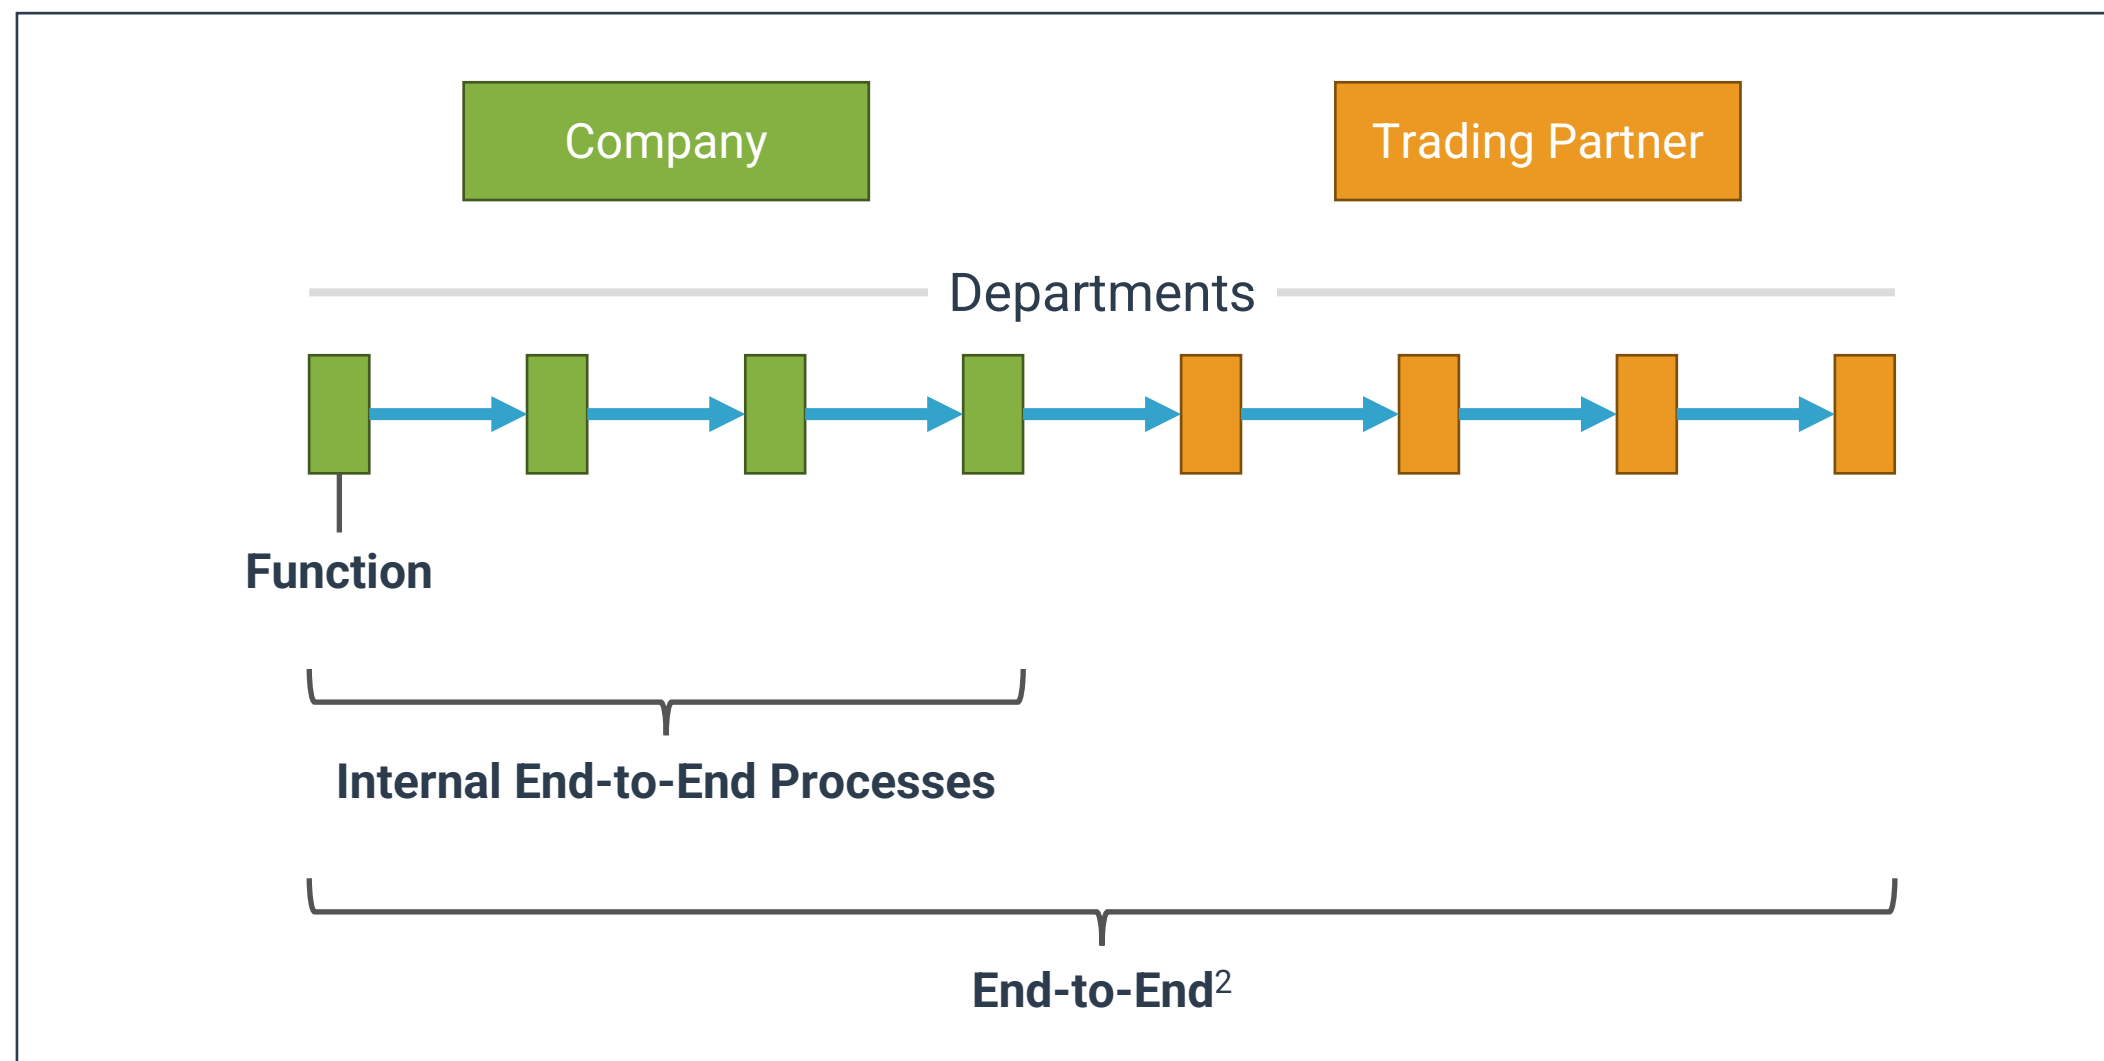 Company
Trading Partner
Departments
Function
Internal End-to-End Processes
End-to-End²